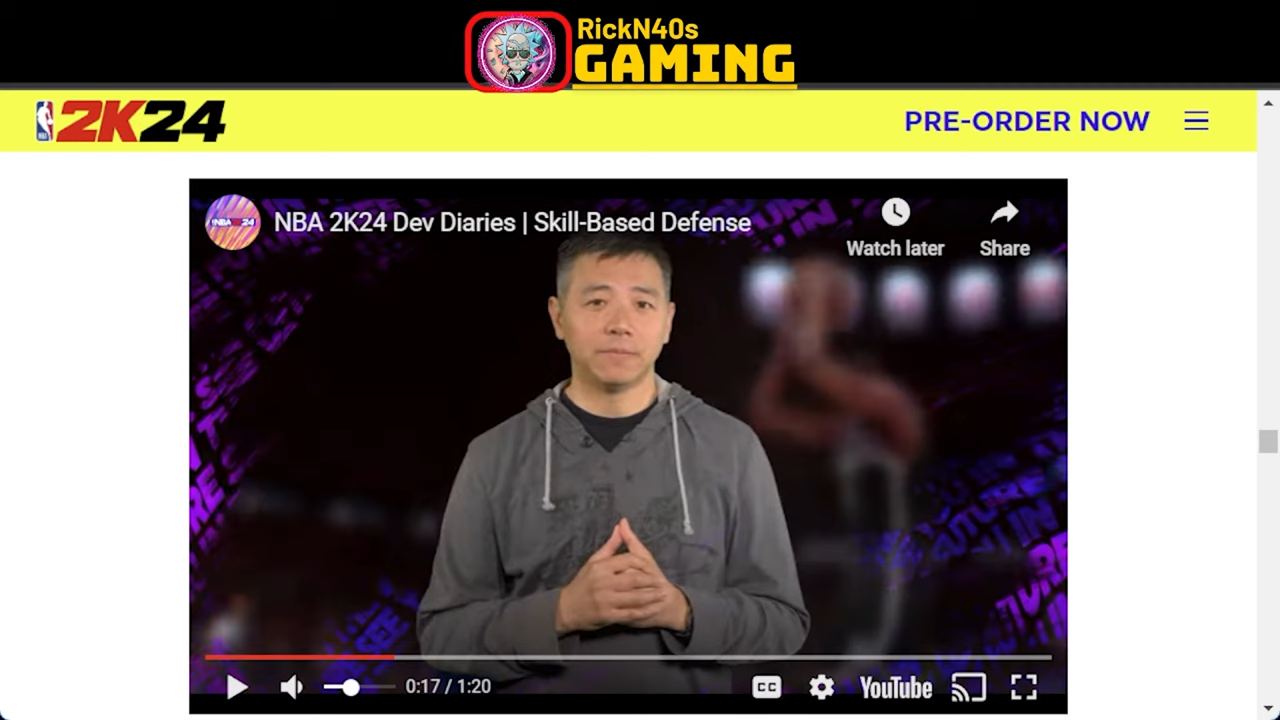 RickN40s
GAMING
2K24
PRE-ORDER NOW
NBA 2K24 Dev Diaries | Skill-Based Defense
Watch later
Share
0:17 / 1:20
CC
YouTube